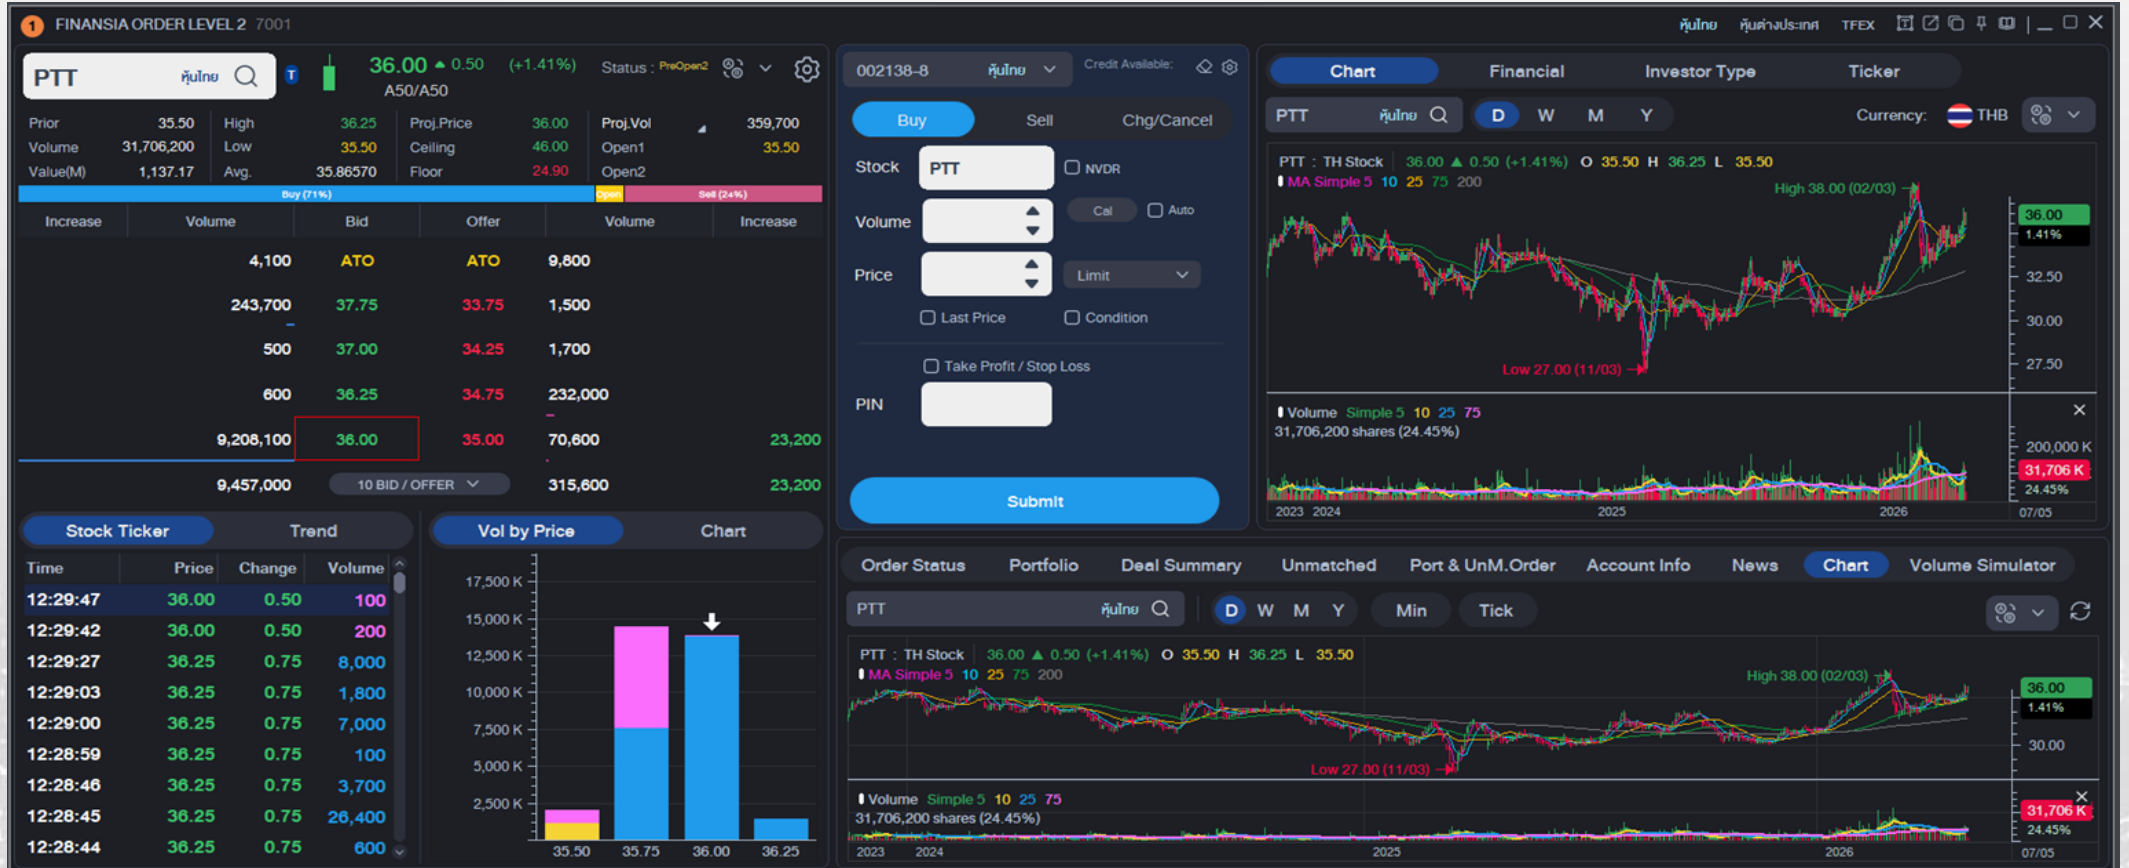 1 FINANSIA ORDER LEVEL 2 7001
หุ้นไทย หุ้นต่างประเทศ TFEX
PTT หุ้นไทย T 36.00 ▲ 0.50 (+1.41%) Status : PreOpen2
A50/A50
Prior 35.50 High 36.25 Proj.Price 36.00 Proj.Vol 359,700
Volume 31,706,200 Low 35.50 Ceiling 46.00 Open1 35.50
Value(M) 1,137.17 Avg. 35.86570 Floor 24.90 Open2
Buy (71%) Open Sell (24%)
Increase Volume Bid Offer Volume Increase
4,100 ATO ATO 9,800
243,700 37.75 33.75 1,500
500 37.00 34.25 1,700
600 36.25 34.75 232,000
9,208,100 36.00 35.00 70,600 23,200
9,457,000 10 BID / OFFER 315,600 23,200
Stock Ticker Trend
Time Price Change Volume
12:29:47 36.00 0.50 100
12:29:42 36.00 0.50 200
12:29:27 36.25 0.75 8,000
12:29:03 36.25 0.75 1,800
12:29:00 36.25 0.75 7,000
12:28:59 36.25 0.75 100
12:28:46 36.25 0.75 3,700
12:28:45 36.25 0.75 26,400
12:28:44 36.25 0.75 600
Vol by Price Chart
17,500 K
15,000 K
12,500 K
10,000 K
7,500 K
5,000 K
2,500 K
35.50 35.75 36.00 36.25
002138-8 หุ้นไทย Credit Available:
Buy Sell Chg/Cancel
Stock PTT NVDR
Volume Cal Auto
Price Limit
Last Price Condition
Take Profit / Stop Loss
PIN
Submit
Chart Financial Investor Type Ticker
PTT หุ้นไทย D W M Y Currency: THB
PTT : TH Stock 36.00 ▲ 0.50 (+1.41%) O 35.50 H 36.25 L 35.50
MA Simple 5 10 25 75 200
High 38.00 (02/03)
36.00
1.41%
32.50
30.00
27.50
Low 27.00 (11/03)
Volume Simple 5 10 25 75
31,706,200 shares (24.45%)
200,000 K
31,706 K
24.45%
2023 2024 2025 2026 07/05
Order Status Portfolio Deal Summary Unmatched Port & UnM.Order Account Info News Chart Volume Simulator
PTT หุ้นไทย D W M Y Min Tick
PTT : TH Stock 36.00 ▲ 0.50 (+1.41%) O 35.50 H 36.25 L 35.50
MA Simple 5 10 25 75 200
High 38.00 (02/03)
36.00
1.41%
30.00
Low 27.00 (11/03)
Volume Simple 5 10 25 75
31,706,200 shares (24.45%)
31,706 K
24.45%
2023 2024 2025 2026 07/05